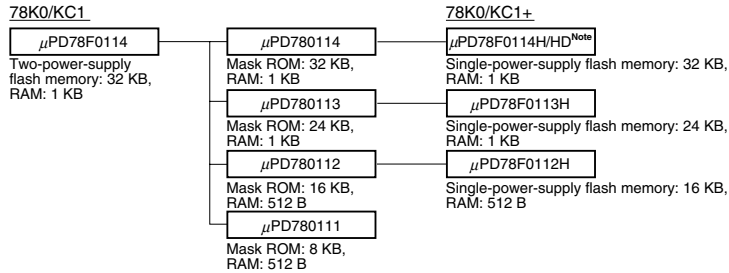 78K0/KC1
78K0/KC1+
μPD78F0114
μPD780114
μPD78F0114H/HDNote
Two-power-supply
flash memory: 32 KB,
RAM: 1 KB
Mask ROM: 32 KB,
RAM: 1 KB
Single-power-supply flash memory: 32 KB,
RAM: 1 KB
μPD780113
μPD78F0113H
Mask ROM: 24 KB,
RAM: 1 KB
Single-power-supply flash memory: 24 KB,
RAM: 1 KB
μPD780112
μPD78F0112H
Mask ROM: 16 KB,
RAM: 512 B
Single-power-supply flash memory: 16 KB,
RAM: 512 B
μPD780111
Mask ROM: 8 KB,
RAM: 512 B